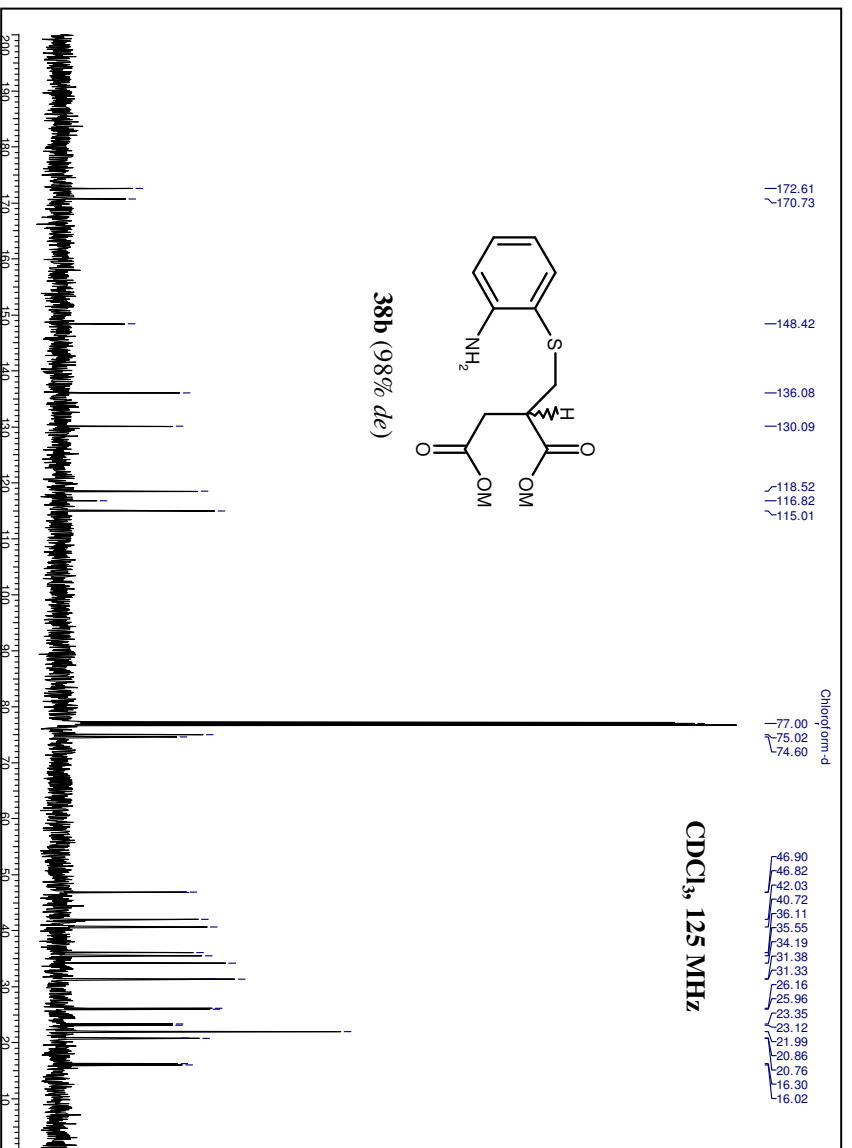 172.61
170.73
148.42
136.08
130.09
118.52
116.82
115.01
Chloroform-d
77.00
75.02
74.60
46.90
46.82
42.03
40.72
36.11
35.55
34.19
31.38
31.33
26.16
25.96
23.35
23.12
21.99
20.86
20.76
16.30
16.02
CDCl3, 125 MHz
S
H
O
OM
NH2
OM
O
38b (98% de)
200 190 180 170 160 150 140 130 120 110 100 90 80 70 60 50 40 30 20 10